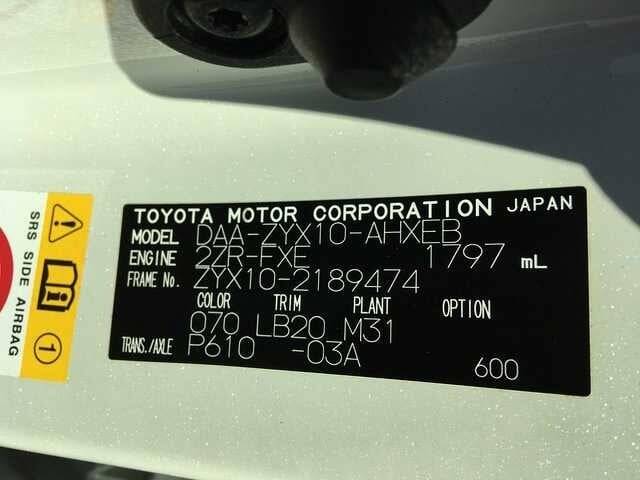 TOYOTA MOTOR CORPORATION JAPAN
MODEL DAA-ZYX10-AHXEB
ENGINE 2ZR-FXE 1797 mL
FRAME No. ZYX10-2189474
COLOR TRIM PLANT OPTION
070 LB20 M31
TRANS./AXLE P610 -03A
600
SRS SIDE AIRBAG
1